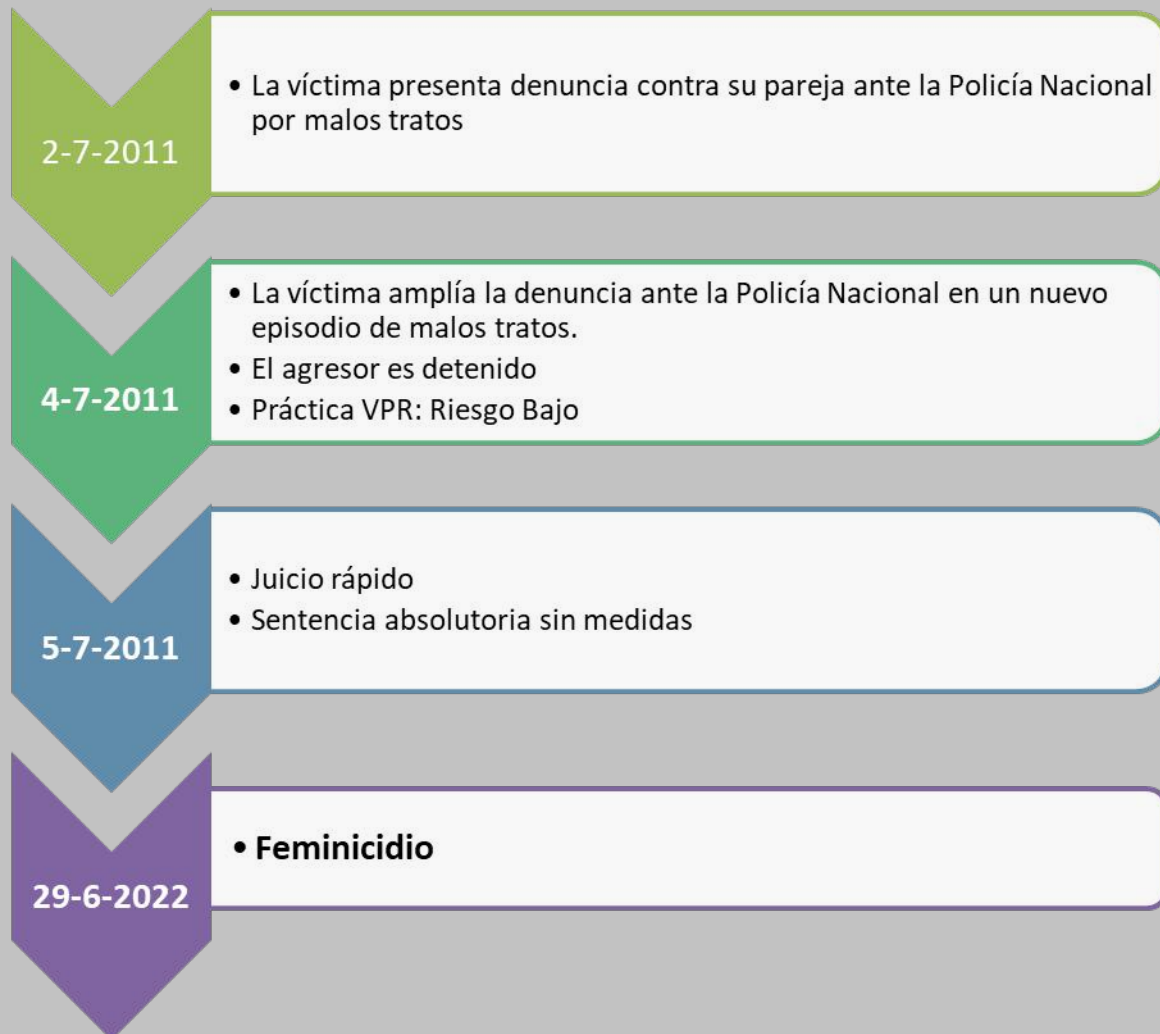 2-7-2011
• La víctima presenta denuncia contra su pareja ante la Policía Nacional
por malos tratos
4-7-2011
• La víctima amplía la denuncia ante la Policía Nacional en un nuevo
episodio de malos tratos.
• El agresor es detenido
• Práctica VPR: Riesgo Bajo
5-7-2011
• Juicio rápido
• Sentencia absolutoria sin medidas
29-6-2022
• Feminicidio